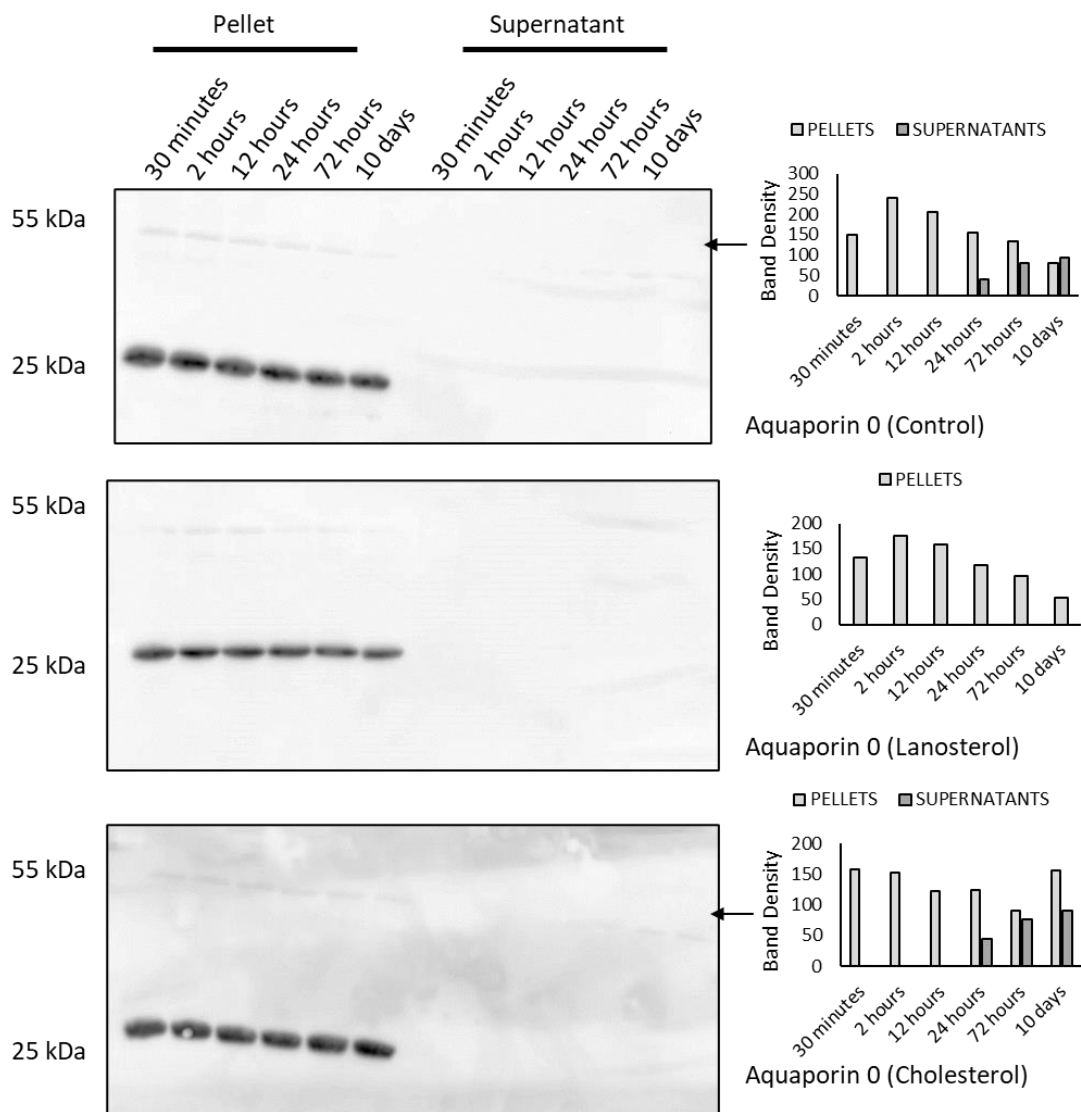 Pellet
Supernatant
30 minutes
2 hours
12 hours
24 hours
72 hours
10 days
30 minutes
2 hours
12 hours
24 hours
72 hours
10 days
55 kDa
25 kDa
PELLETS SUPERNATANTS
Band Density
300
250
200
150
100
50
0
30 minutes
2 hours
12 hours
24 hours
72 hours
10 days
Aquaporin 0 (Control)
55 kDa
25 kDa
PELLETS
Band Density
200
150
100
50
0
30 minutes
2 hours
12 hours
24 hours
72 hours
10 days
Aquaporin 0 (Lanosterol)
55 kDa
25 kDa
PELLETS SUPERNATANTS
Band Density
200
150
100
50
0
30 minutes
2 hours
12 hours
24 hours
72 hours
10 days
Aquaporin 0 (Cholesterol)